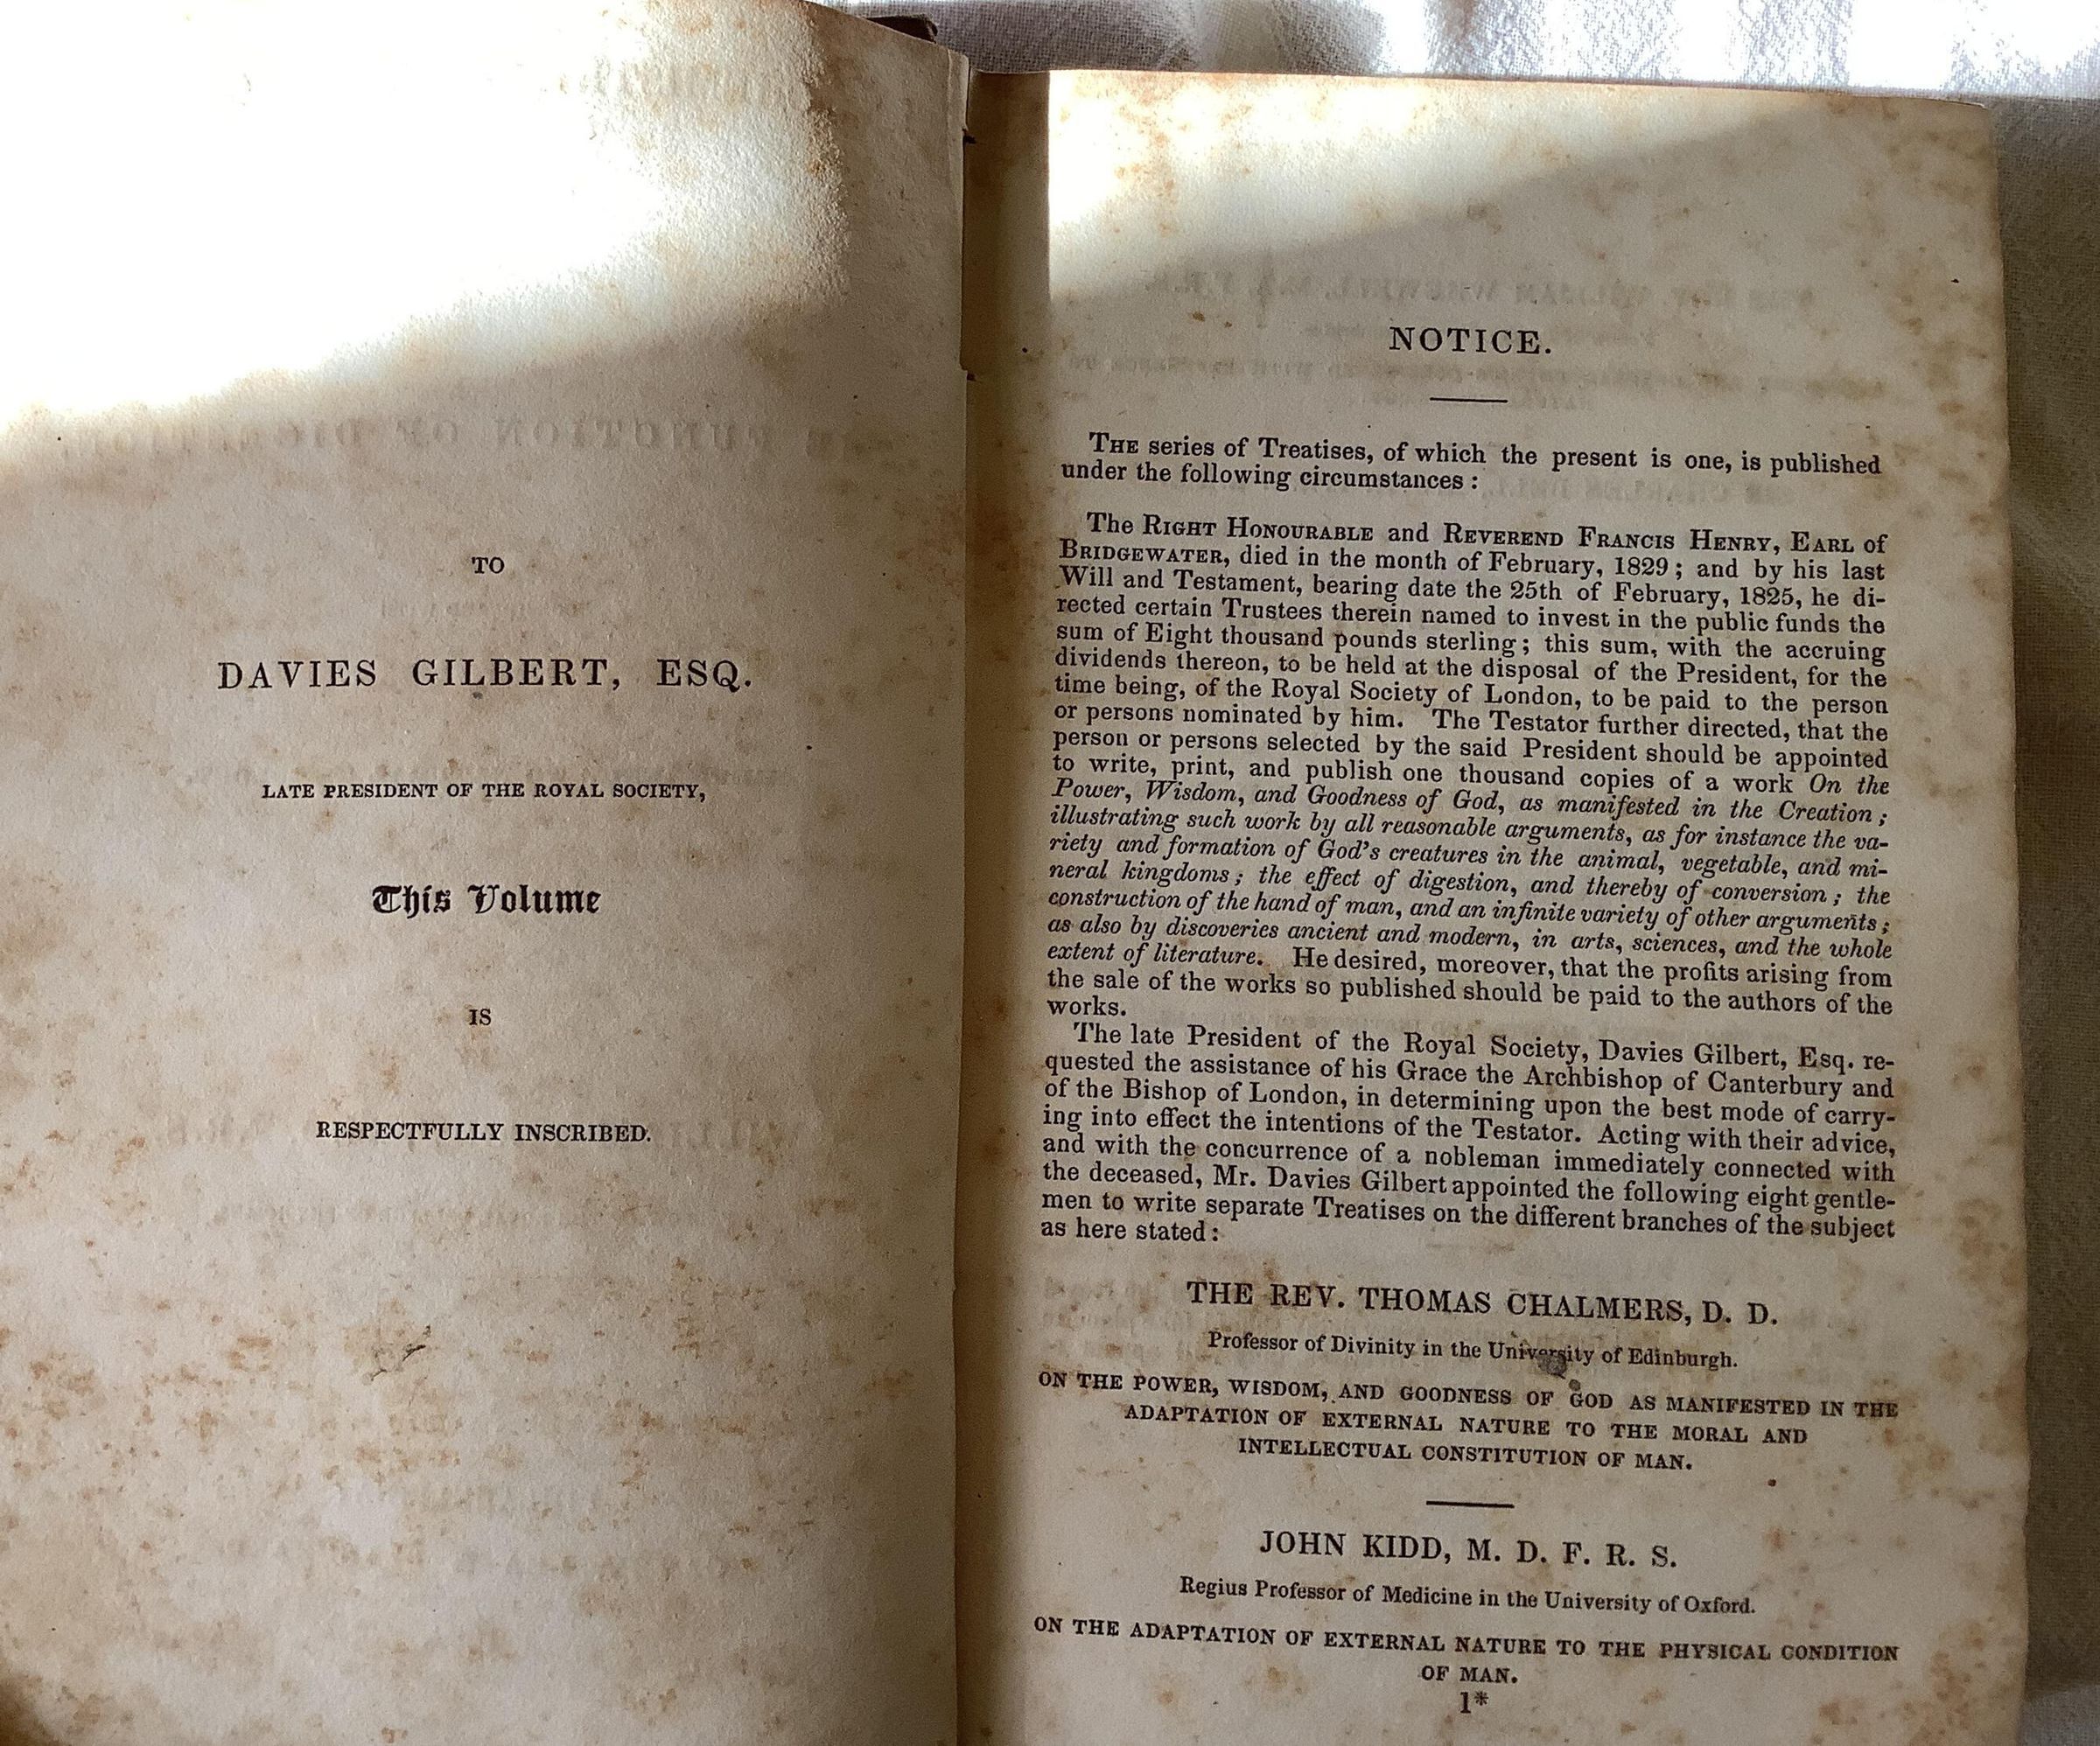 TO
DAVIES GILBERT, ESQ.
LATE PRESIDENT OF THE ROYAL SOCIETY,
This Volume
IS
RESPECTFULLY INSCRIBED.
NOTICE.
THE series of Treatises, of which the present is one, is published
under the following circumstances:
The RIGHT HONOURABLE and REVEREND FRANCIS HENRY, EARL of
BRIDGEWATER, died in the month of February, 1829; and by his last
Will and Testament, bearing date the 25th of February, 1825, he di-
rected certain Trustees therein named to invest in the public funds the
sum of Eight thousand pounds sterling; this sum, with the accruing
dividends thereon, to be held at the disposal of the President, for the
time being, of the Royal Society of London, to be paid to the person
or persons nominated by him. The Testator further directed, that the
person or persons selected by the said President should be appointed
to write, print, and publish one thousand copies of a work On the
Power, Wisdom, and Goodness of God, as manifested in the Creation;
illustrating such work by all reasonable arguments, as for instance the va-
riety and formation of God's creatures in the animal, vegetable, and mi-
neral kingdoms; the effect of digestion, and thereby of conversion; the
construction of the hand of man, and an infinite variety of other arguments;
as also by discoveries ancient and modern, in arts, sciences, and the whole
extent of literature. He desired, moreover, that the profits arising from
the sale of the works so published should be paid to the authors of the
works.
The late President of the Royal Society, Davies Gilbert, Esq. re-
quested the assistance of his Grace the Archbishop of Canterbury and
of the Bishop of London, in determining upon the best mode of carry-
ing into effect the intentions of the Testator. Acting with their advice,
and with the concurrence of a nobleman immediately connected with
the deceased, Mr. Davies Gilbert appointed the following eight gentle-
men to write separate Treatises on the different branches of the subject
as here stated:
THE REV. THOMAS CHALMERS, D. D.
Professor of Divinity in the University of Edinburgh.
ON THE POWER, WISDOM, AND GOODNESS OF GOD AS MANIFESTED IN THE
ADAPTATION OF EXTERNAL NATURE TO THE MORAL AND
INTELLECTUAL CONSTITUTION OF MAN.
JOHN KIDD, M. D. F. R. S.
Regius Professor of Medicine in the University of Oxford.
ON THE ADAPTATION OF EXTERNAL NATURE TO THE PHYSICAL CONDITION
OF MAN.
1*